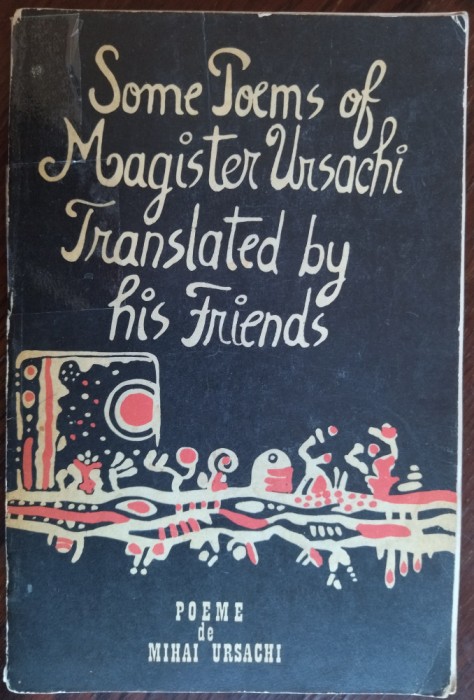 Some Poems of
Magister Ursachi
Translated by
his Friends
POEME
de
MIHAI URSACHI